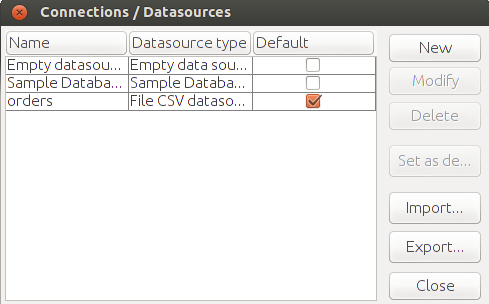 Connections / Datasources
Name Datasource type Default
Empty datasou... Empty data sou...
Sample Databa... Sample Databa...
orders File CSV dataso...
New
Modify
Delete
Set as de...
Import...
Export...
Close